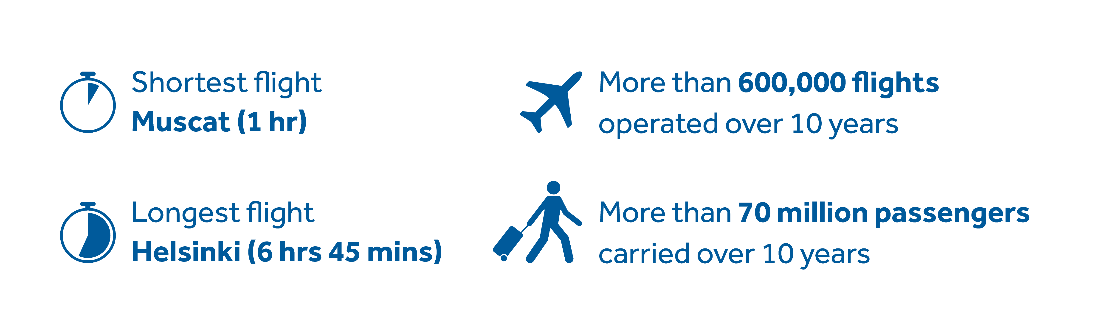 Shortest flight
Muscat (1 hr)
Longest flight
Helsinki (6 hrs 45 mins)
More than 600,000 flights
operated over 10 years
More than 70 million passengers
carried over 10 years